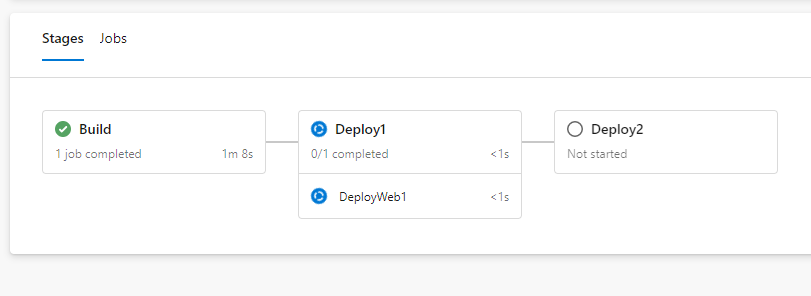 Stages Jobs
Build
1 job completed 1m 8s
Deploy1
0/1 completed <1s
DeployWeb1 <1s
Deploy2
Not started